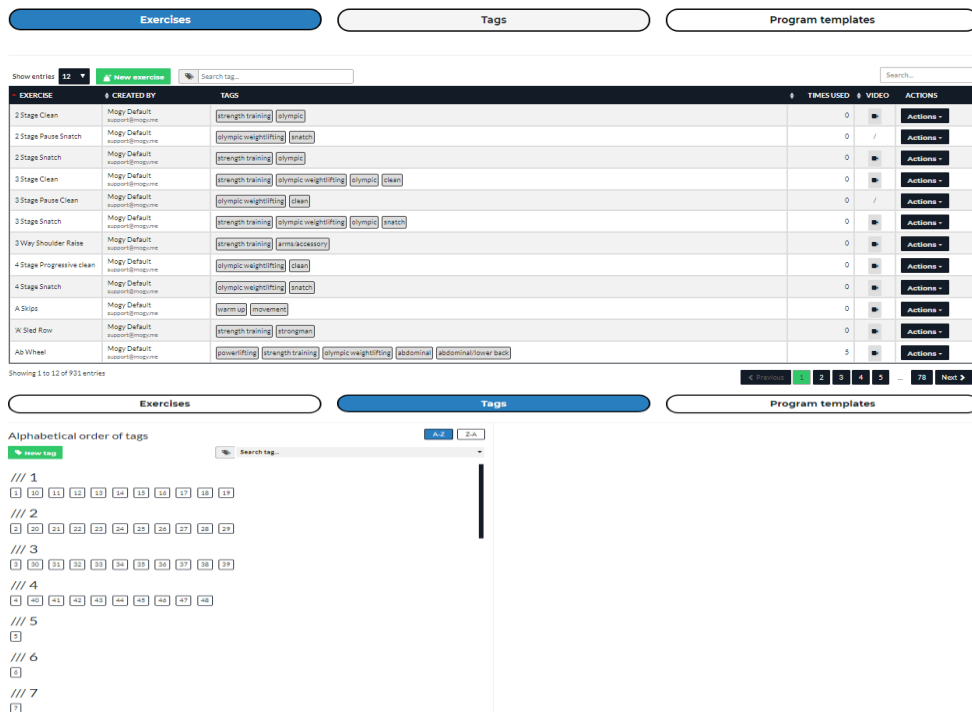 Exercises Tags Program templates
Show entries 12 New exercise Search tag... Search...
EXERCISE CREATED BY TAGS TIMES USED VIDEO ACTIONS
2 Stage Clean Mogy Default support@mogy.me strength training olympic 0 Actions
2 Stage Pause Snatch Mogy Default support@mogy.me olympic weightlifting snatch 0 / Actions
2 Stage Snatch Mogy Default support@mogy.me strength training olympic 0 Actions
3 Stage Clean Mogy Default support@mogy.me strength training olympic weightlifting olympic clean 0 Actions
3 Stage Pause Clean Mogy Default support@mogy.me olympic weightlifting clean 0 / Actions
3 Stage Snatch Mogy Default support@mogy.me strength training olympic weightlifting olympic snatch 0 Actions
3 Way Shoulder Raise Mogy Default support@mogy.me strength training arms/accessory 0 Actions
4 Stage Progressive clean Mogy Default support@mogy.me olympic weightlifting clean 0 Actions
4 Stage Snatch Mogy Default support@mogy.me olympic weightlifting snatch 0 Actions
A Skips Mogy Default support@mogy.me warm up movement 0 Actions
'A' Sled Row Mogy Default support@mogy.me strength training strongman 0 Actions
Ab Wheel Mogy Default support@mogy.me powerlifting strength training olympic weightlifting abdominal abdominal/lower back 5 Actions
Showing 1 to 12 of 931 entries < Previous 1 2 3 4 5 ... 78 Next >
Exercises Tags Program templates
Alphabetical order of tags A-Z Z-A
New tag Search tag...
/// 1
1 10 11 12 13 14 15 16 17 18 19
/// 2
2 20 21 22 23 24 25 26 27 28 29
/// 3
3 30 31 32 33 34 35 36 37 38 39
/// 4
4 40 41 42 43 44 45 46 47 48
/// 5
5
/// 6
6
/// 7
7